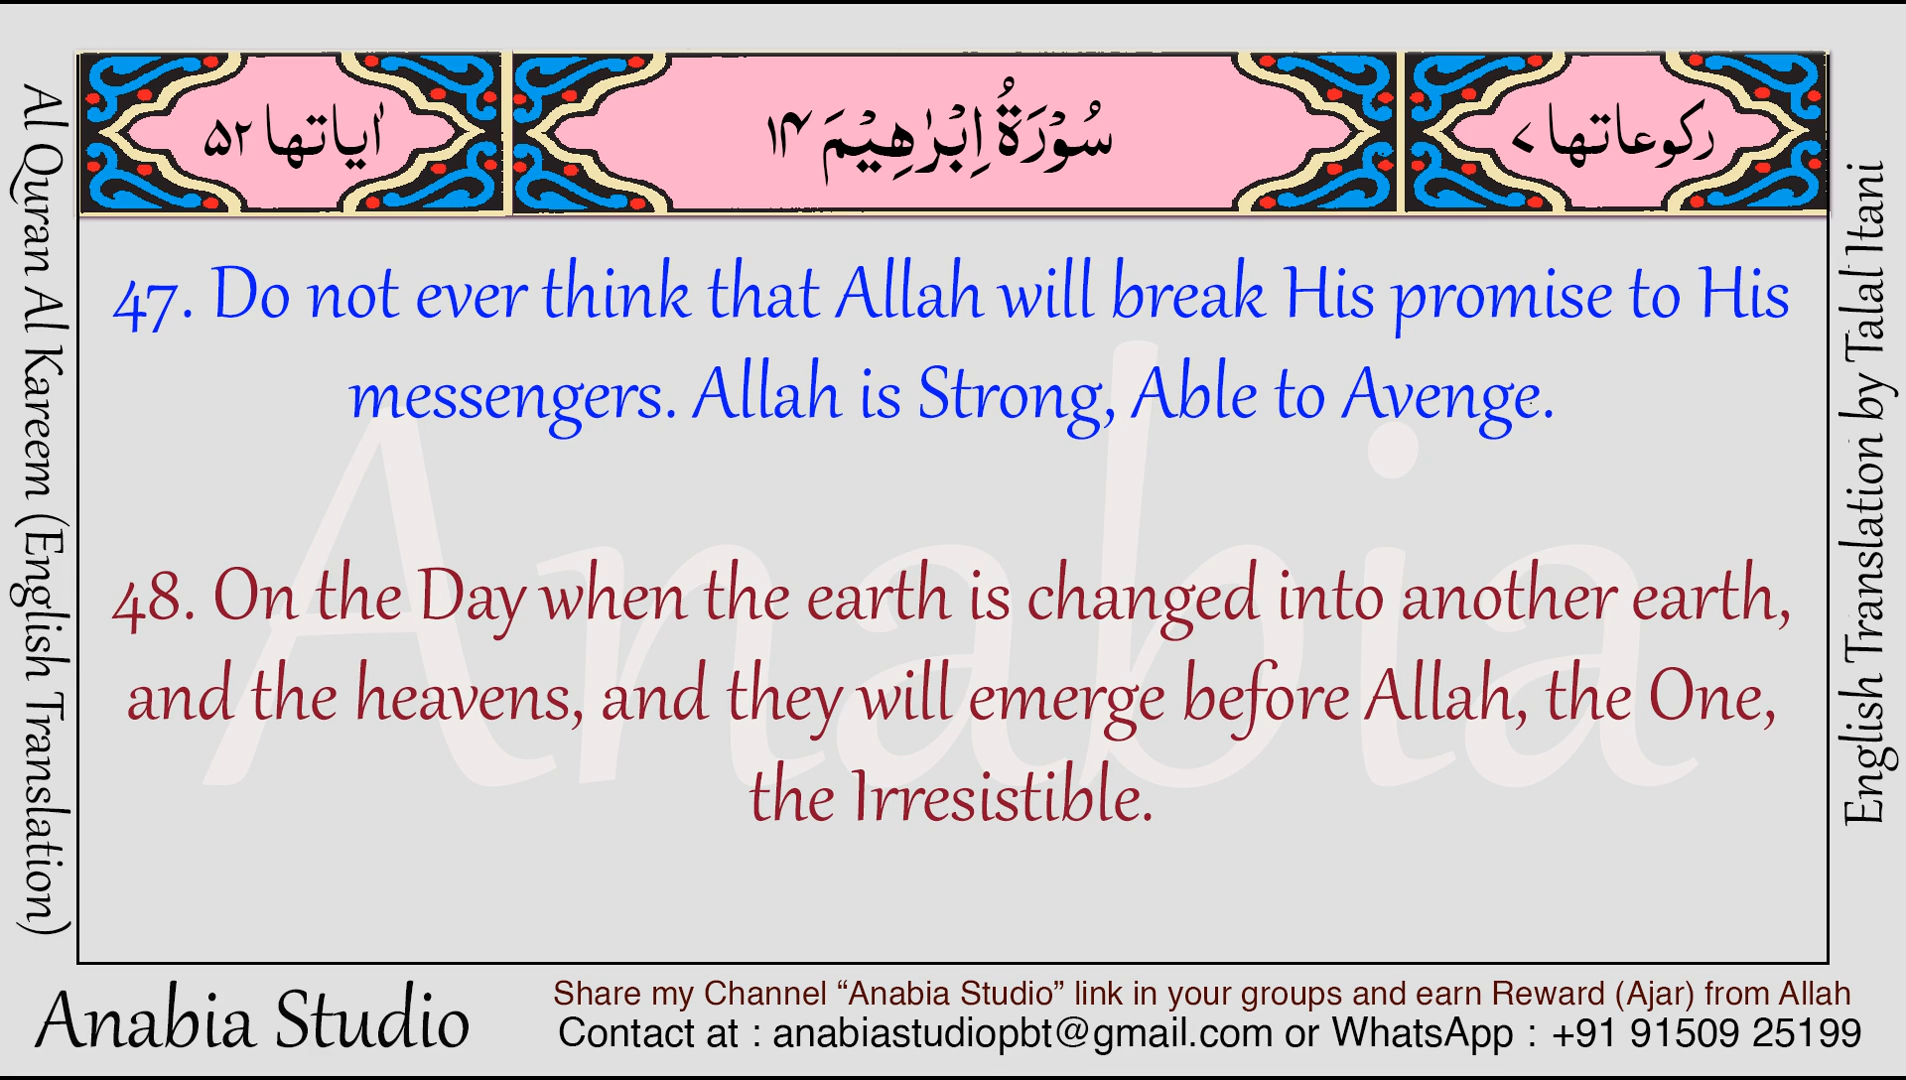 رکوعاتها ٧
سُوْرَةُ اِبْرٰهِيْمَ ١۴
اٰیاتها ۵۲
Al Quran Al Kareem (English Translation)
47. Do not ever think that Allah will break His promise to His
messengers. Allah is Strong, Able to Avenge.
48. On the Day when the earth is changed into another earth,
and the heavens, and they will emerge before Allah, the One,
the Irresistible.
Anabia
English Translation by Talal Itani
Anabia Studio
Share my Channel “Anabia Studio” link in your groups and earn Reward (Ajar) from Allah
Contact at : anabiastudiopbt@gmail.com or WhatsApp : +91 91509 25199